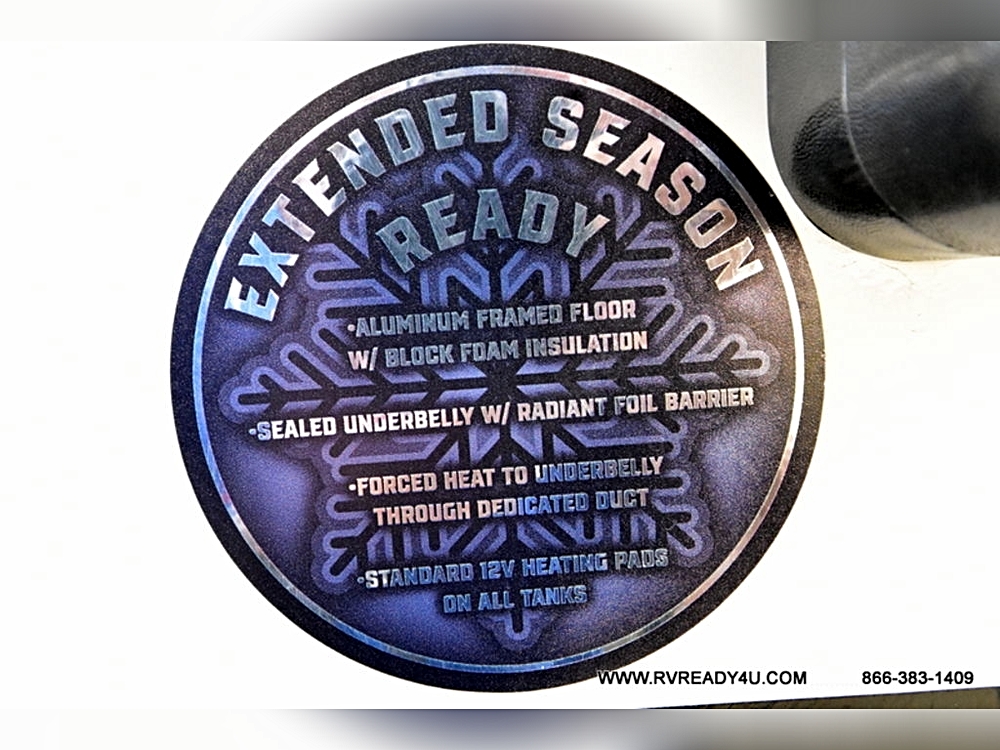 EXTENDED SEASON
READY
•ALUMINUM FRAMED FLOOR
W/ BLOCK FOAM INSULATION
•SEALED UNDERBELLY W/ RADIANT FOIL BARRIER
•FORCED HEAT TO UNDERBELLY
THROUGH DEDICATED DUCT
•STANDARD 12V HEATING PADS
ON ALL TANKS
WWW.RVREADY4U.COM 866-383-1409